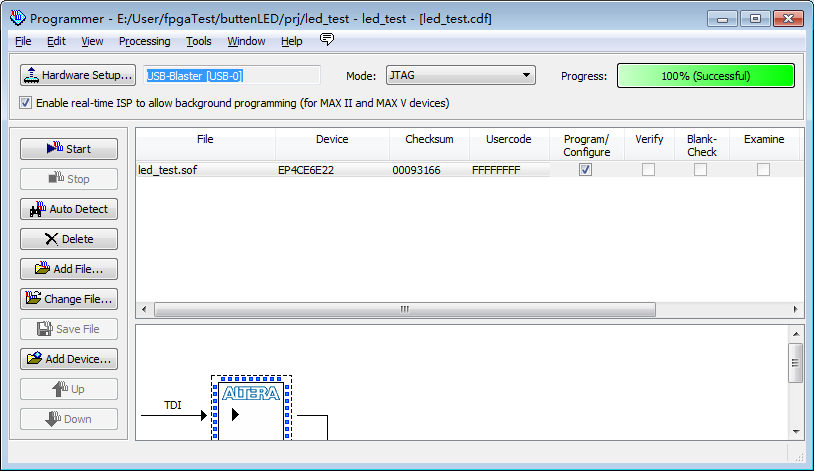 Programmer - E:/User/fpgaTest/buttenLED/prj/led_test - led_test - [led_test.cdf]
File Edit View Processing Tools Window Help
Hardware Setup... USB-Blaster [USB-0] Mode: JTAG Progress: 100% (Successful)
Enable real-time ISP to allow background programming (for MAX II and MAX V devices)
Start
Stop
Auto Detect
Delete
Add File...
Change File...
Save File
Add Device...
Up
Down
File Device Checksum Usercode Program/ Verify Blank- Examine
Configure Check
led_test.sof EP4CE6E22 00093166 FFFFFFFF
TDI
ALTERA